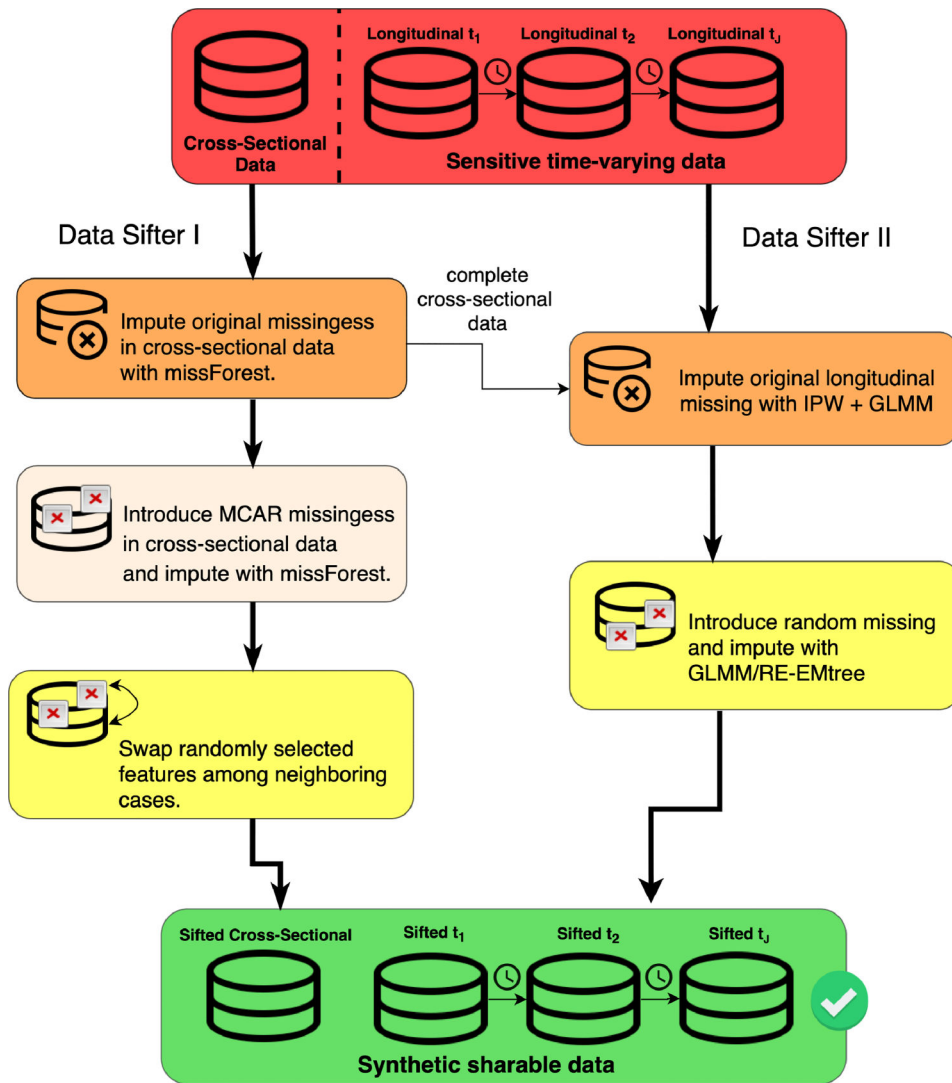 Longitudinal t1
Longitudinal t2
Longitudinal tJ
Cross-Sectional
Data
Sensitive time-varying data
Data Sifter I
Data Sifter II
complete
cross-sectional
data
Impute original missingess
in cross-sectional data
with missForest.
Impute original longitudinal
missing with IPW + GLMM
Introduce MCAR missingess
in cross-sectional data
and impute with missForest.
Introduce random missing
and impute with
GLMM/RE-EMtree
Swap randomly selected
features among neighboring
cases.
Sifted Cross-Sectional
Sifted t1
Sifted t2
Sifted tJ
Synthetic sharable data